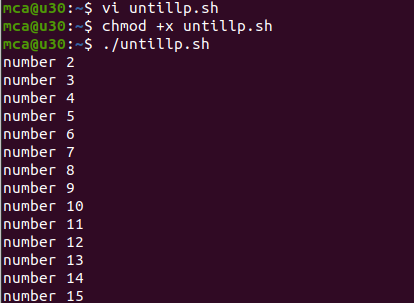 mca@u30:~$ vi untillp.sh
mca@u30:~$ chmod +x untillp.sh
mca@u30:~$ ./untillp.sh
number 2
number 3
number 4
number 5
number 6
number 7
number 8
number 9
number 10
number 11
number 12
number 13
number 14
number 15